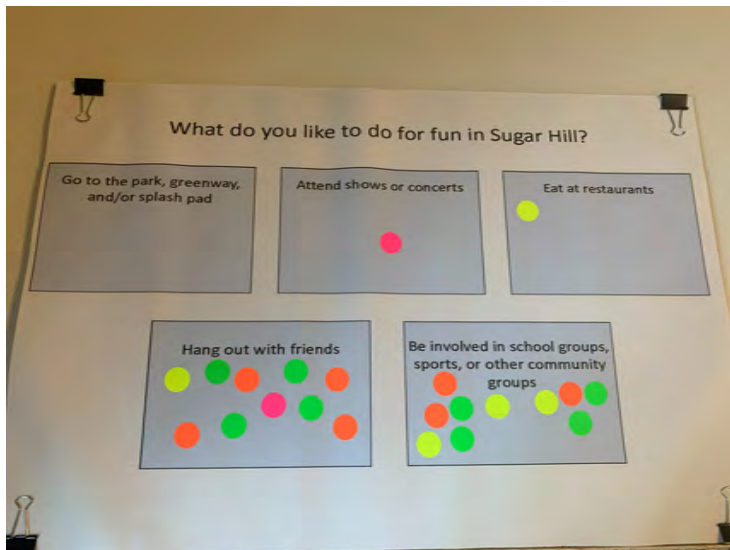 What do you like to do for fun in Sugar Hill?
Go to the park, greenway,
and/or splash pad
Attend shows or concerts
Eat at restaurants
Hang out with friends
Be involved in school groups,
sports, or other community
groups